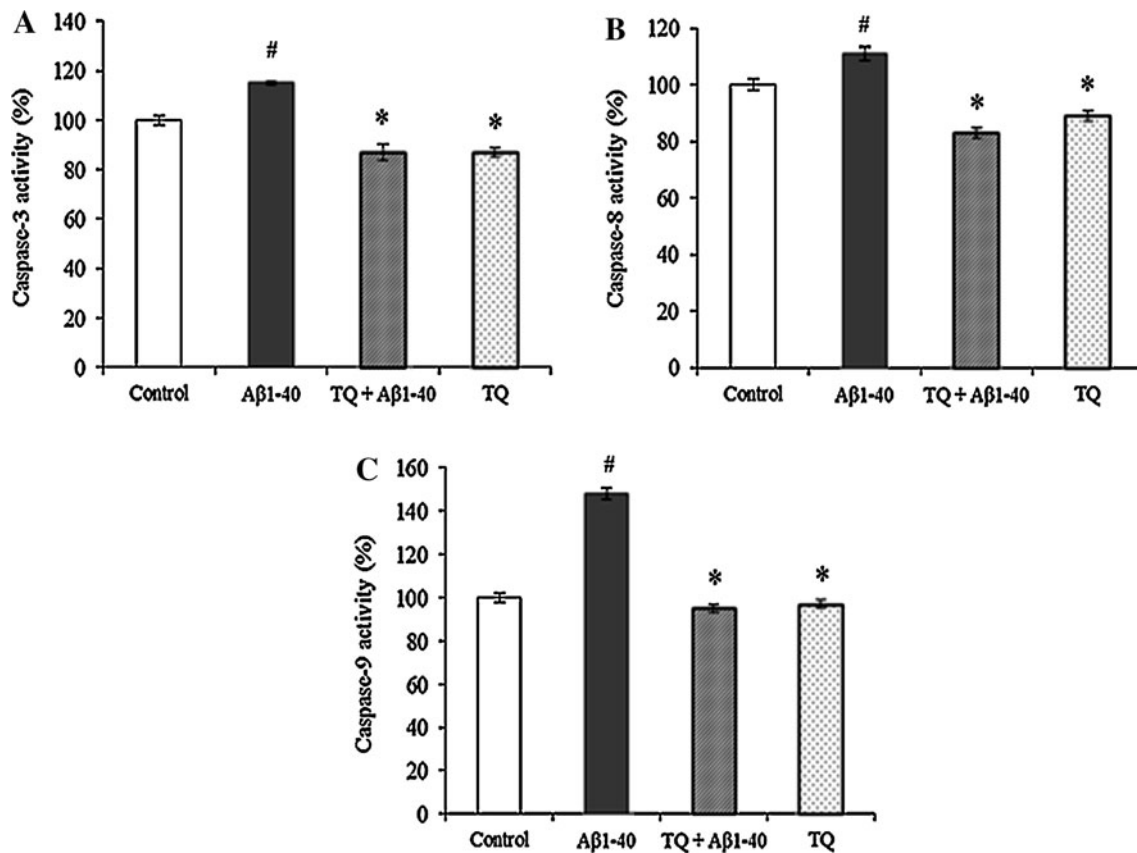 A
Caspase-3 activity (%)
140
120
100
80
60
40
20
0
#
*
*
Control
Aβ1-40
TQ + Aβ1-40
TQ
B
Caspase-8 activity (%)
120
100
80
60
40
20
0
#
*
*
Control
Aβ1-40
TQ + Aβ1-40
TQ
C
Caspase-9 activity (%)
160
140
120
100
80
60
40
20
0
#
*
*
Control
Aβ1-40
TQ + Aβ1-40
TQ